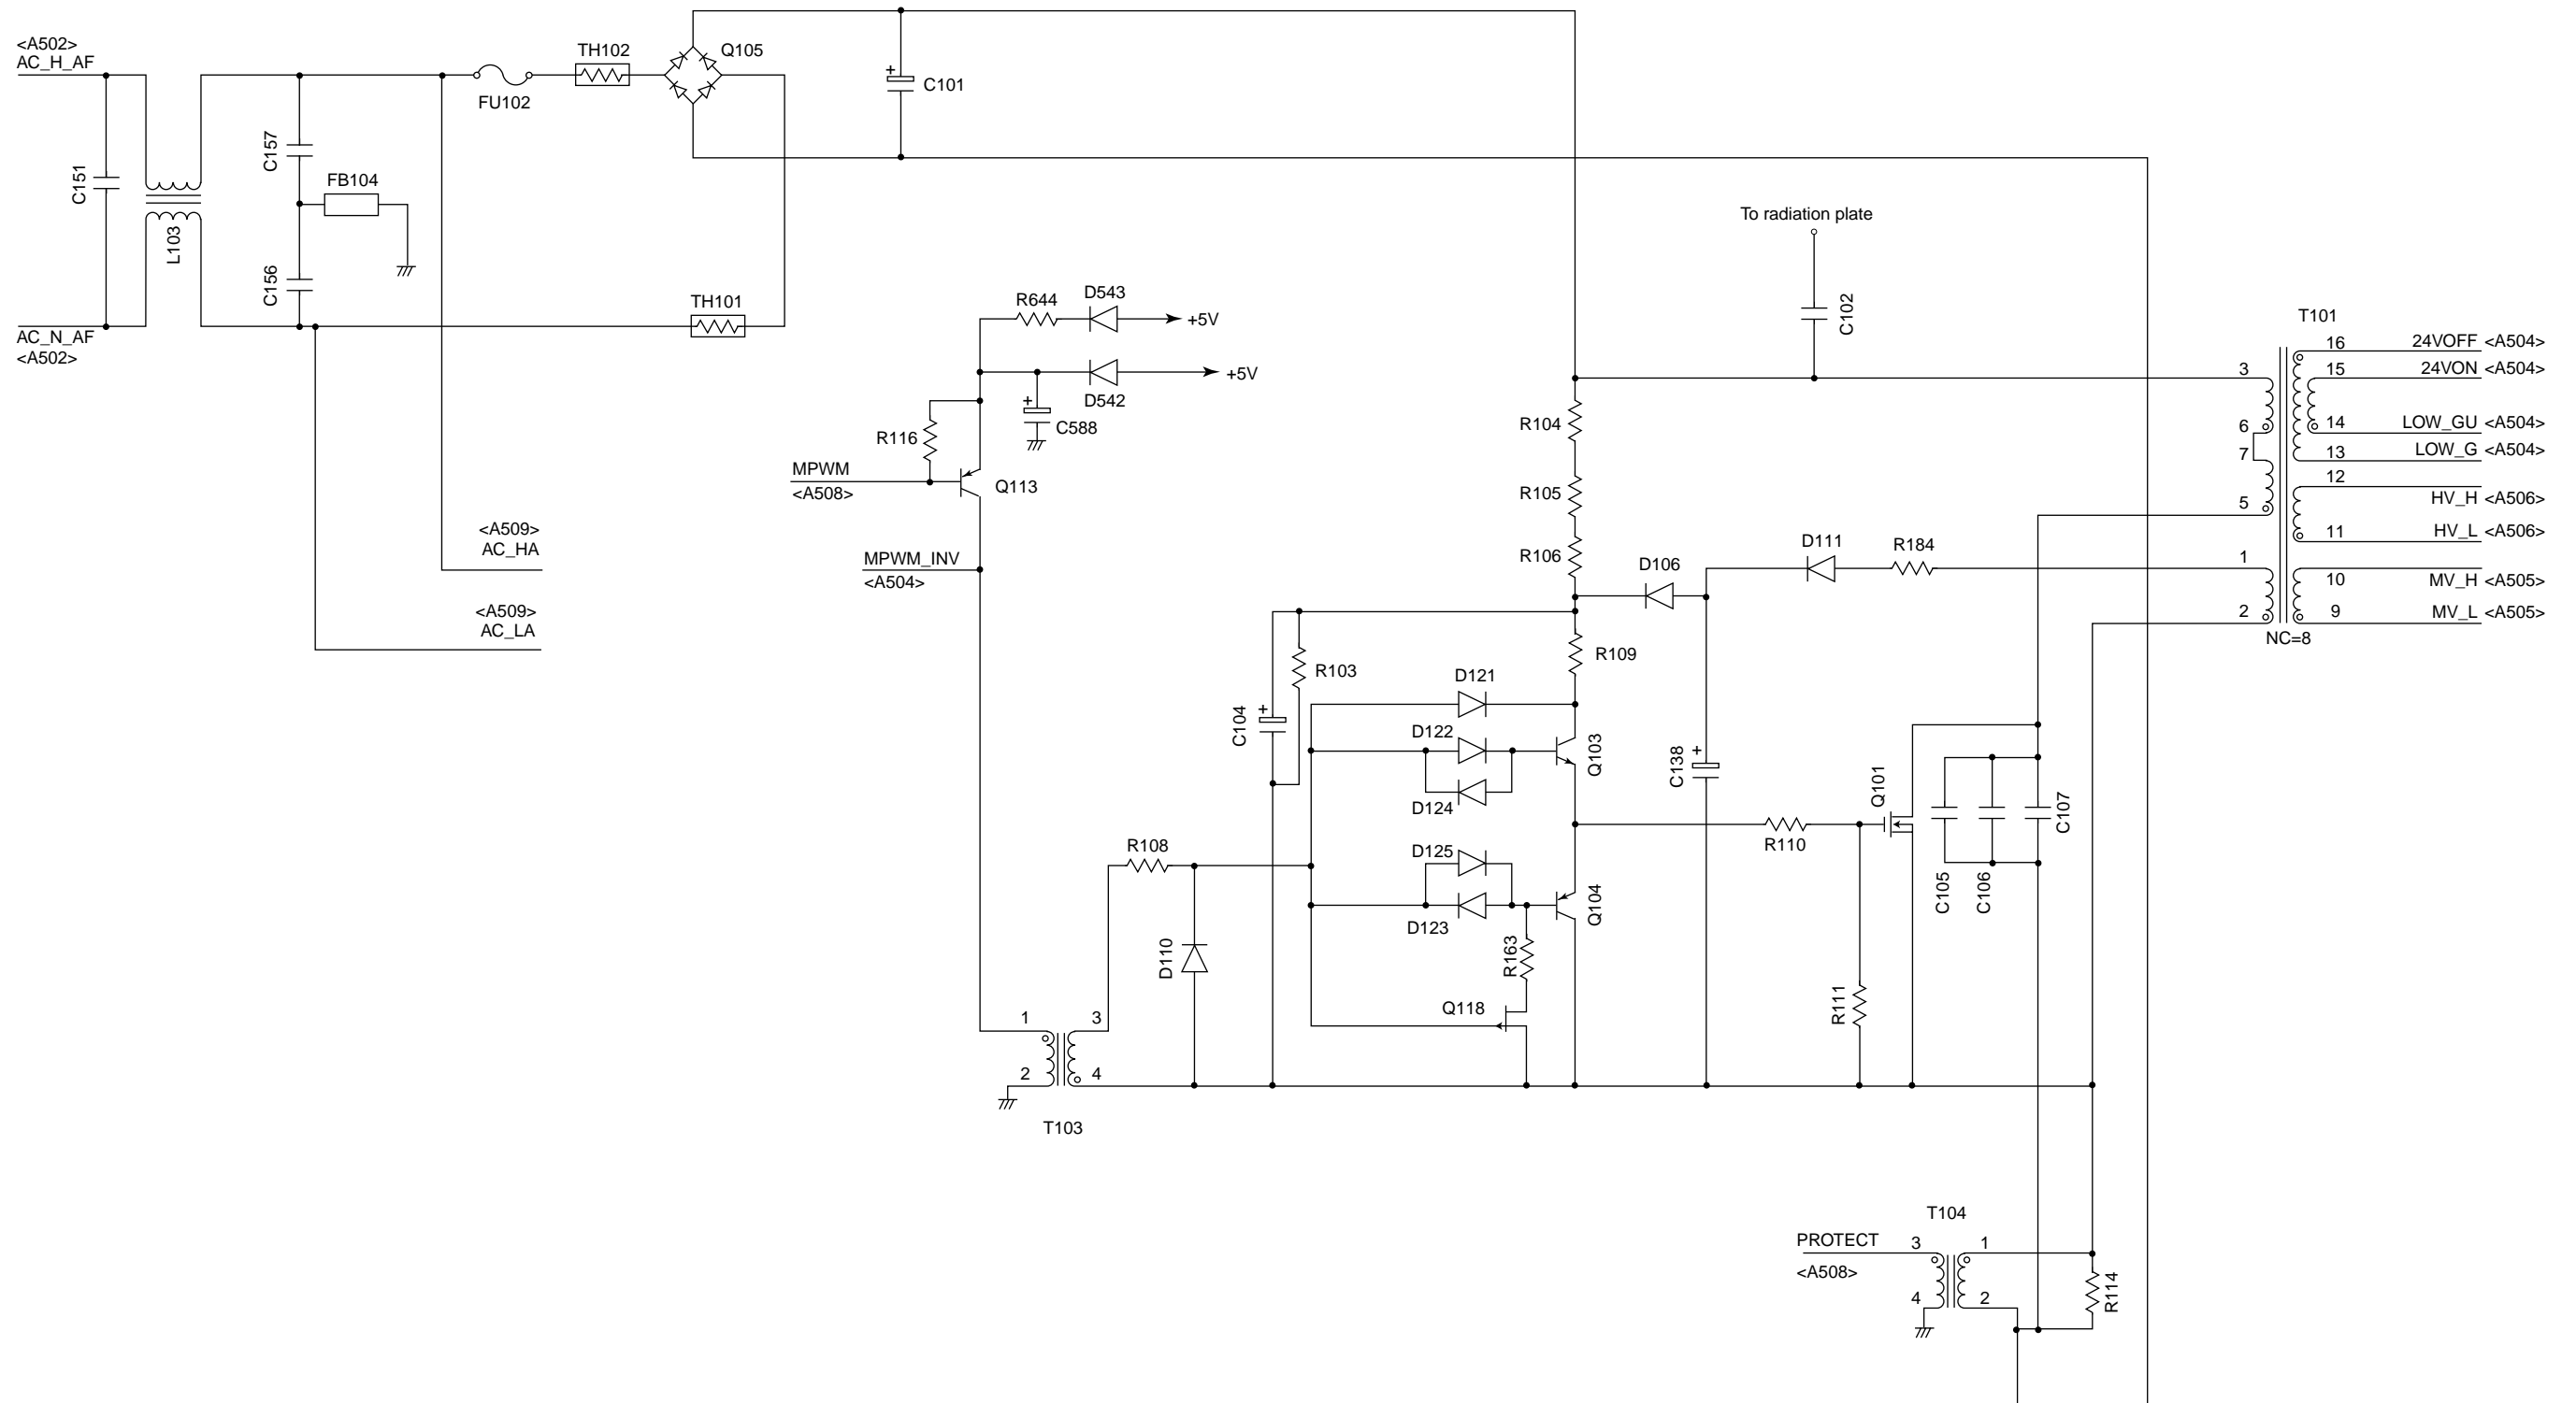 <A502>
AC_H_AF
TH102
Q105
FU102
+
C101
C151
C157
FB104
L103
C156
TH101
AC_N_AF
<A502>
To radiation plate
C102
R644
D543
+5V
D542
+5V
+
C588
R116
MPWM
<A508>
Q113
<A509>
AC_HA
MPWM_INV
<A504>
<A509>
AC_LA
R104
R105
R106
D106
D111
R184
T101
3
6
7
5
1
2
16
24VOFF <A504>
15
24VON <A504>
14
LOW_GU <A504>
LOW_G <A504>
13
12
HV_H <A506>
11
HV_L <A506>
10
MV_H <A505>
9
MV_L <A505>
NC=8
R103
R109
D121
+
C104
D122
D124
Q103
+
C138
Q101
C107
C105
C106
R108
D125
D123
Q104
R110
D110
R163
Q118
R111
1
3
2
4
T103
T104
PROTECT
<A508>
3
1
4
2
R114